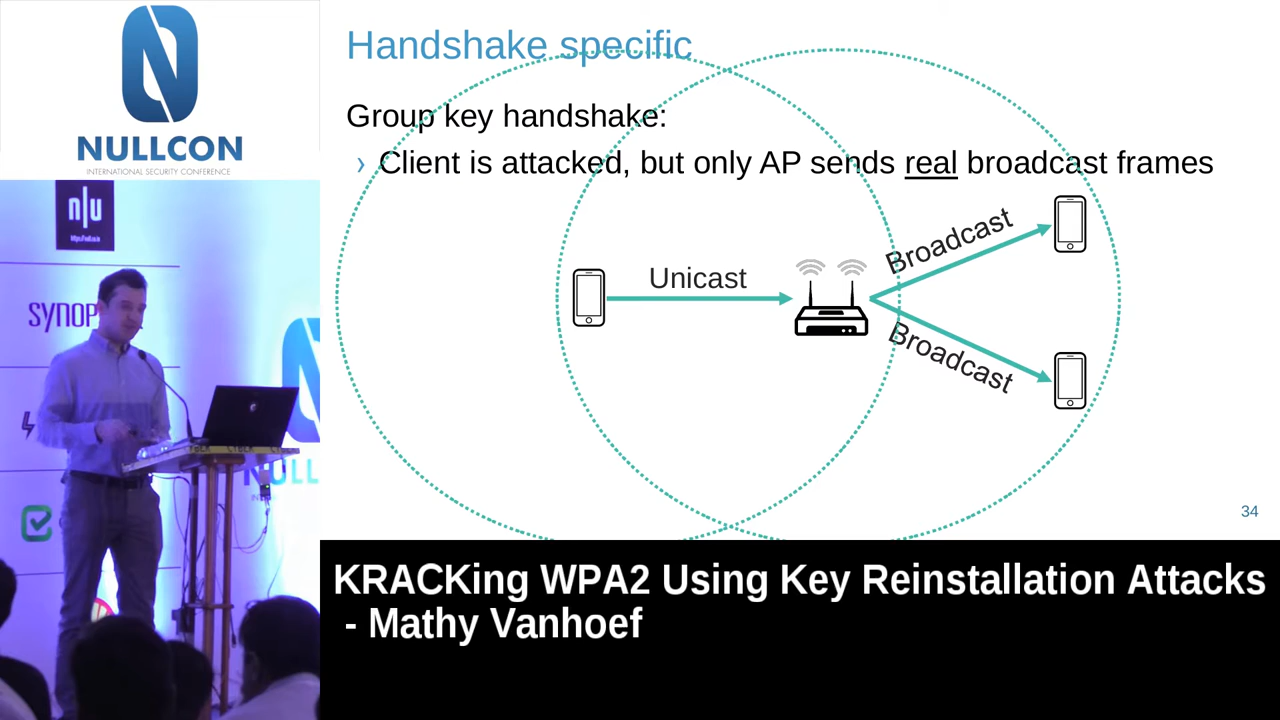 NULLCON
INTERNATIONAL SECURITY CONFERENCE
n|u
SYNOP
Handshake specific
Group key handshake:
› Client is attacked, but only AP sends real broadcast frames
Unicast
Broadcast
Broadcast
34
KRACKing WPA2 Using Key Reinstallation Attacks
- Mathy Vanhoef